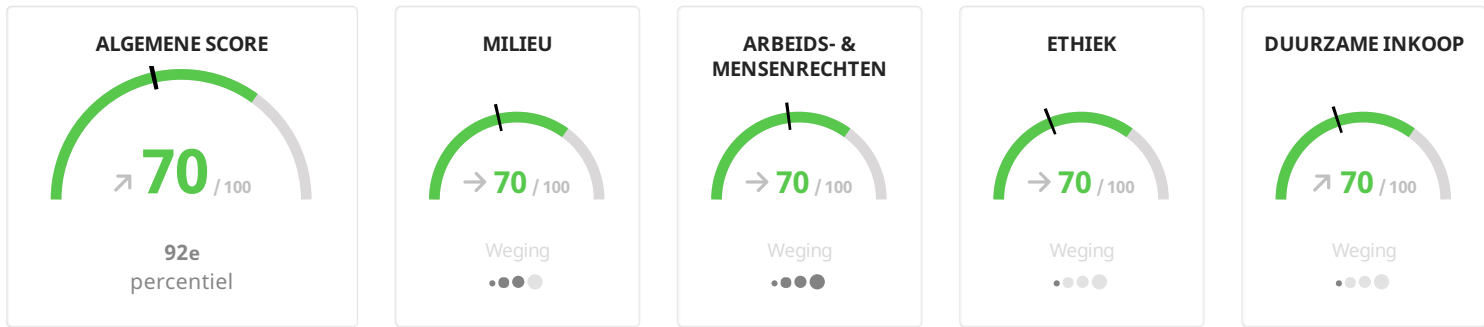 ALGEMENE SCORE
70 / 100
92e
percentiel
MILIEU
70 / 100
Weging
ARBEIDS- &
MENSENRECHTEN
70 / 100
Weging
ETHIEK
70 / 100
Weging
DUURZAME INKOOP
70 / 100
Weging